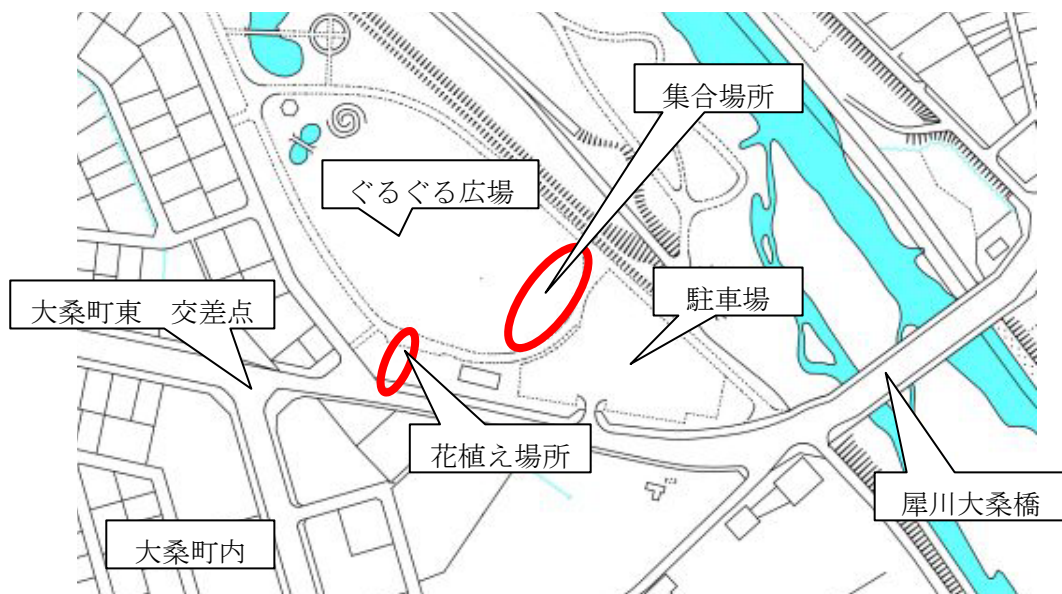 集合場所
ぐるぐる広場
駐車場
大桑町東　交差点
花植え場所
犀川大桑橋
大桑町内